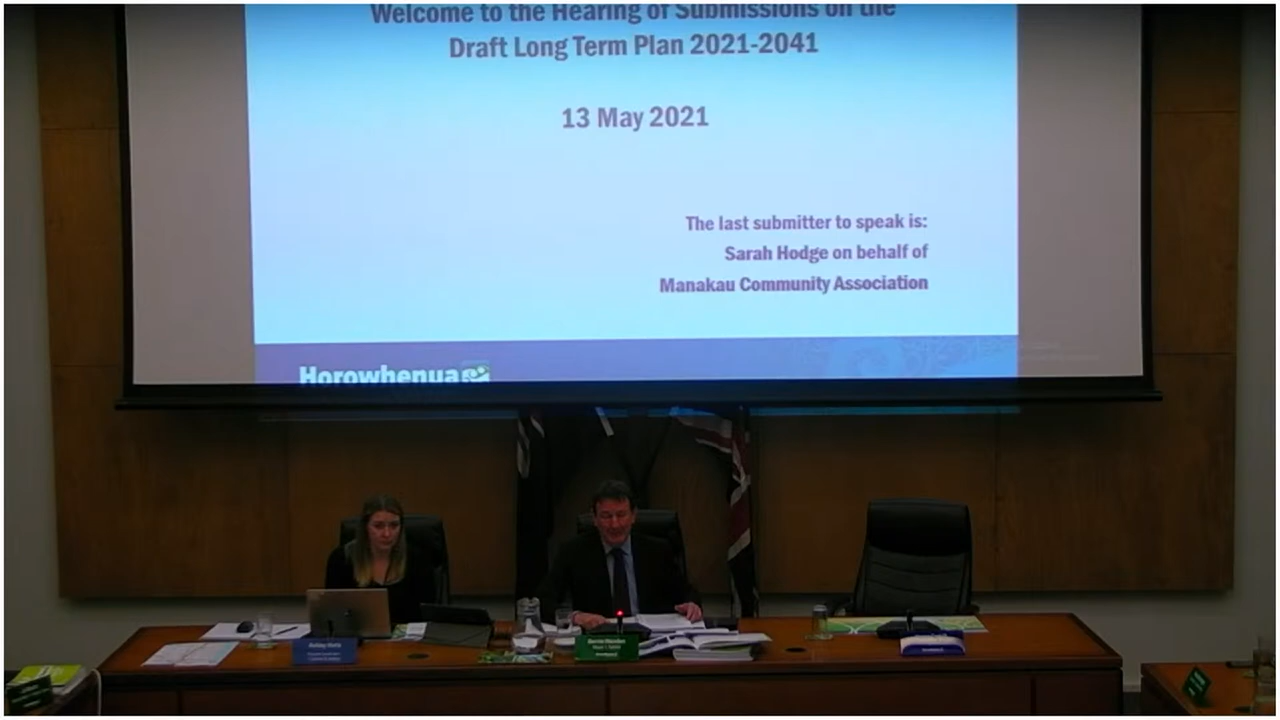 Welcome to the Hearing of Submissions on the
Draft Long Term Plan 2021-2041
13 May 2021
The last submitter to speak is:
Sarah Hodge on behalf of
Manakau Community Association
Horowhenua